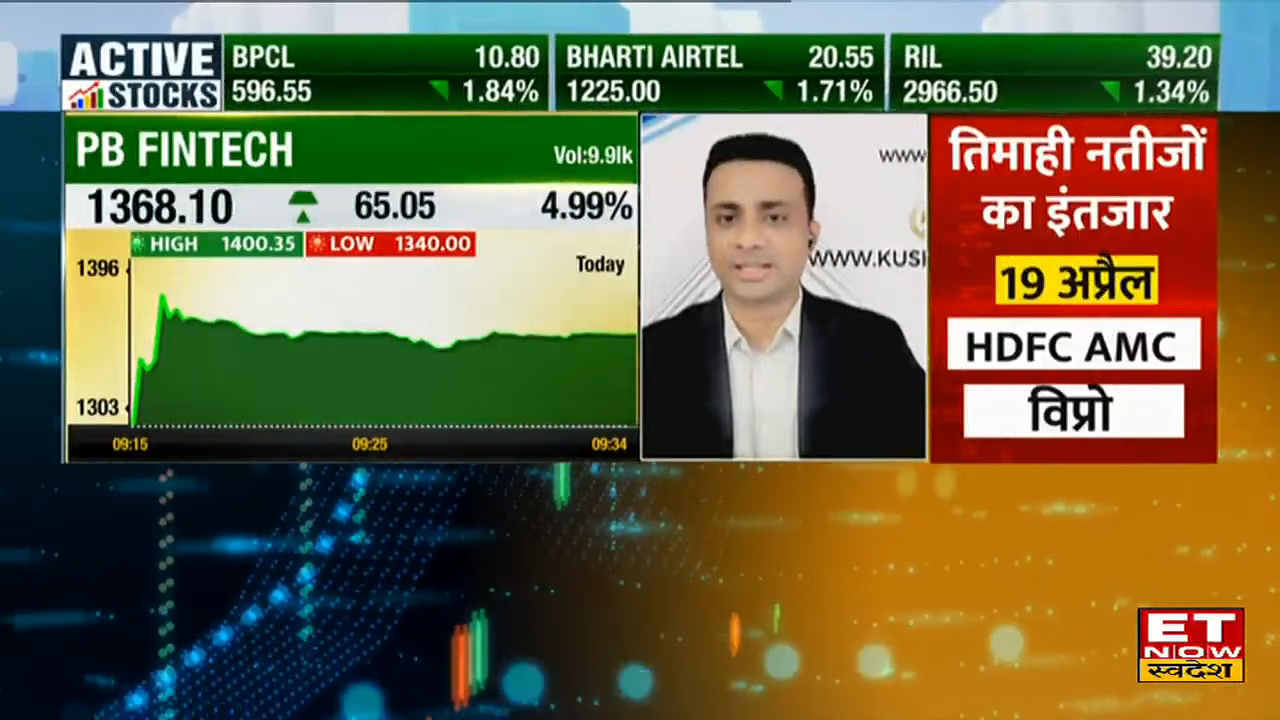 ACTIVE
STOCKS
BPCL 10.80
596.55 1.84%
BHARTI AIRTEL 20.55
1225.00 1.71%
RIL 39.20
2966.50 1.34%
PB FINTECH Vol:9.9lk
1368.10 65.05 4.99%
HIGH 1400.35 LOW 1340.00
Today
1396
1303
09:15 09:25 09:34
WWW.KUSH
तिमाही नतीजों
का इंतजार
19 अप्रैल
HDFC AMC
विप्रो
ET
NOW
स्वदेश